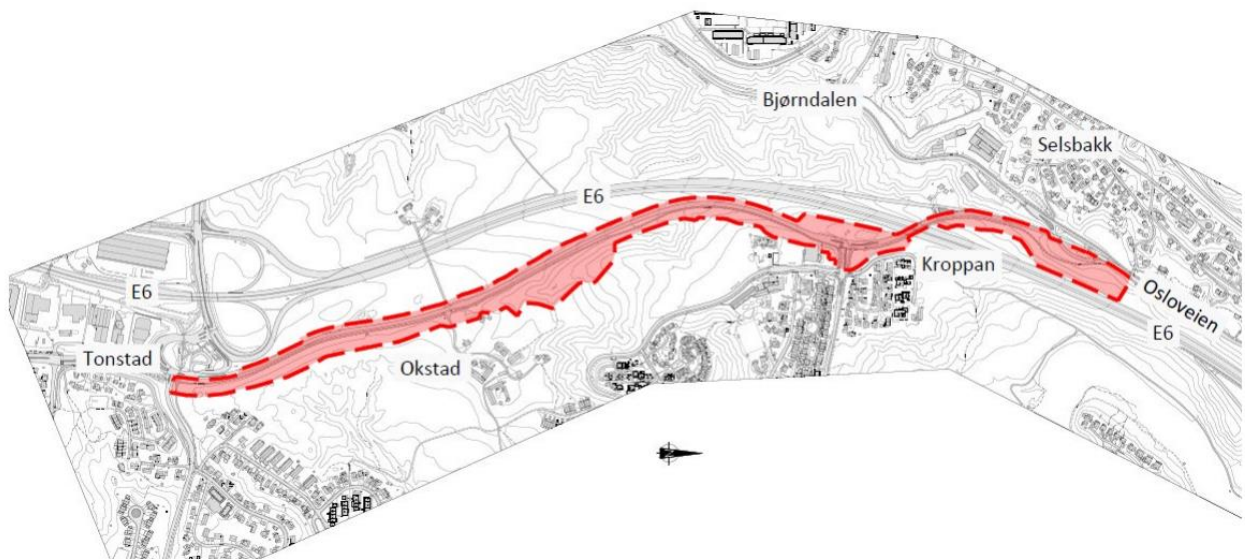 Bjørndalen
Selsbakk
E6
E6
Kroppan
Osloveien
E6
Tonstad
Okstad